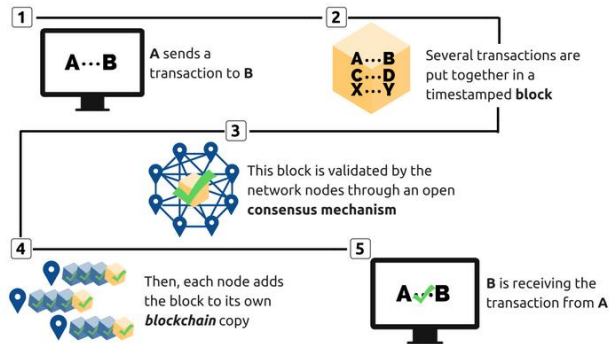 1
A···B
A sends a
transaction to B
2
A···B
C···D
X···Y
Several transactions are
put together in a
timestamped block
3
This block is validated by the
network nodes through an open
consensus mechanism
4
Then, each node adds
the block to its own
blockchain copy
5
A···B
B is receiving the
transaction from A